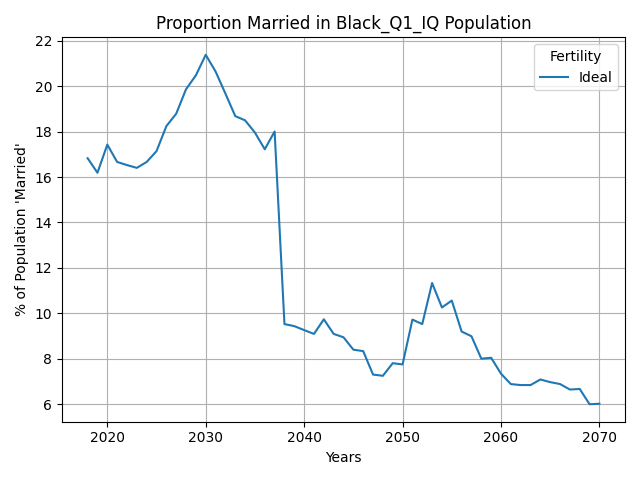 Proportion Married in Black_Q1_IQ Population
Fertility
Ideal
% of Population 'Married'
22
20
18
16
14
12
10
8
6
2020 2030 2040 2050 2060 2070
Years